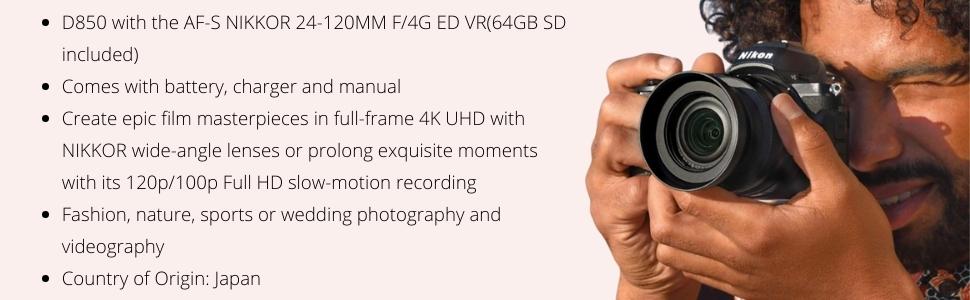 • D850 with the AF-S NIKKOR 24-120MM F/4G ED VR(64GB SD
included)
• Comes with battery, charger and manual
• Create epic film masterpieces in full-frame 4K UHD with
NIKKOR wide-angle lenses or prolong exquisite moments
with its 120p/100p Full HD slow-motion recording
• Fashion, nature, sports or wedding photography and
videography
• Country of Origin: Japan
Nikon